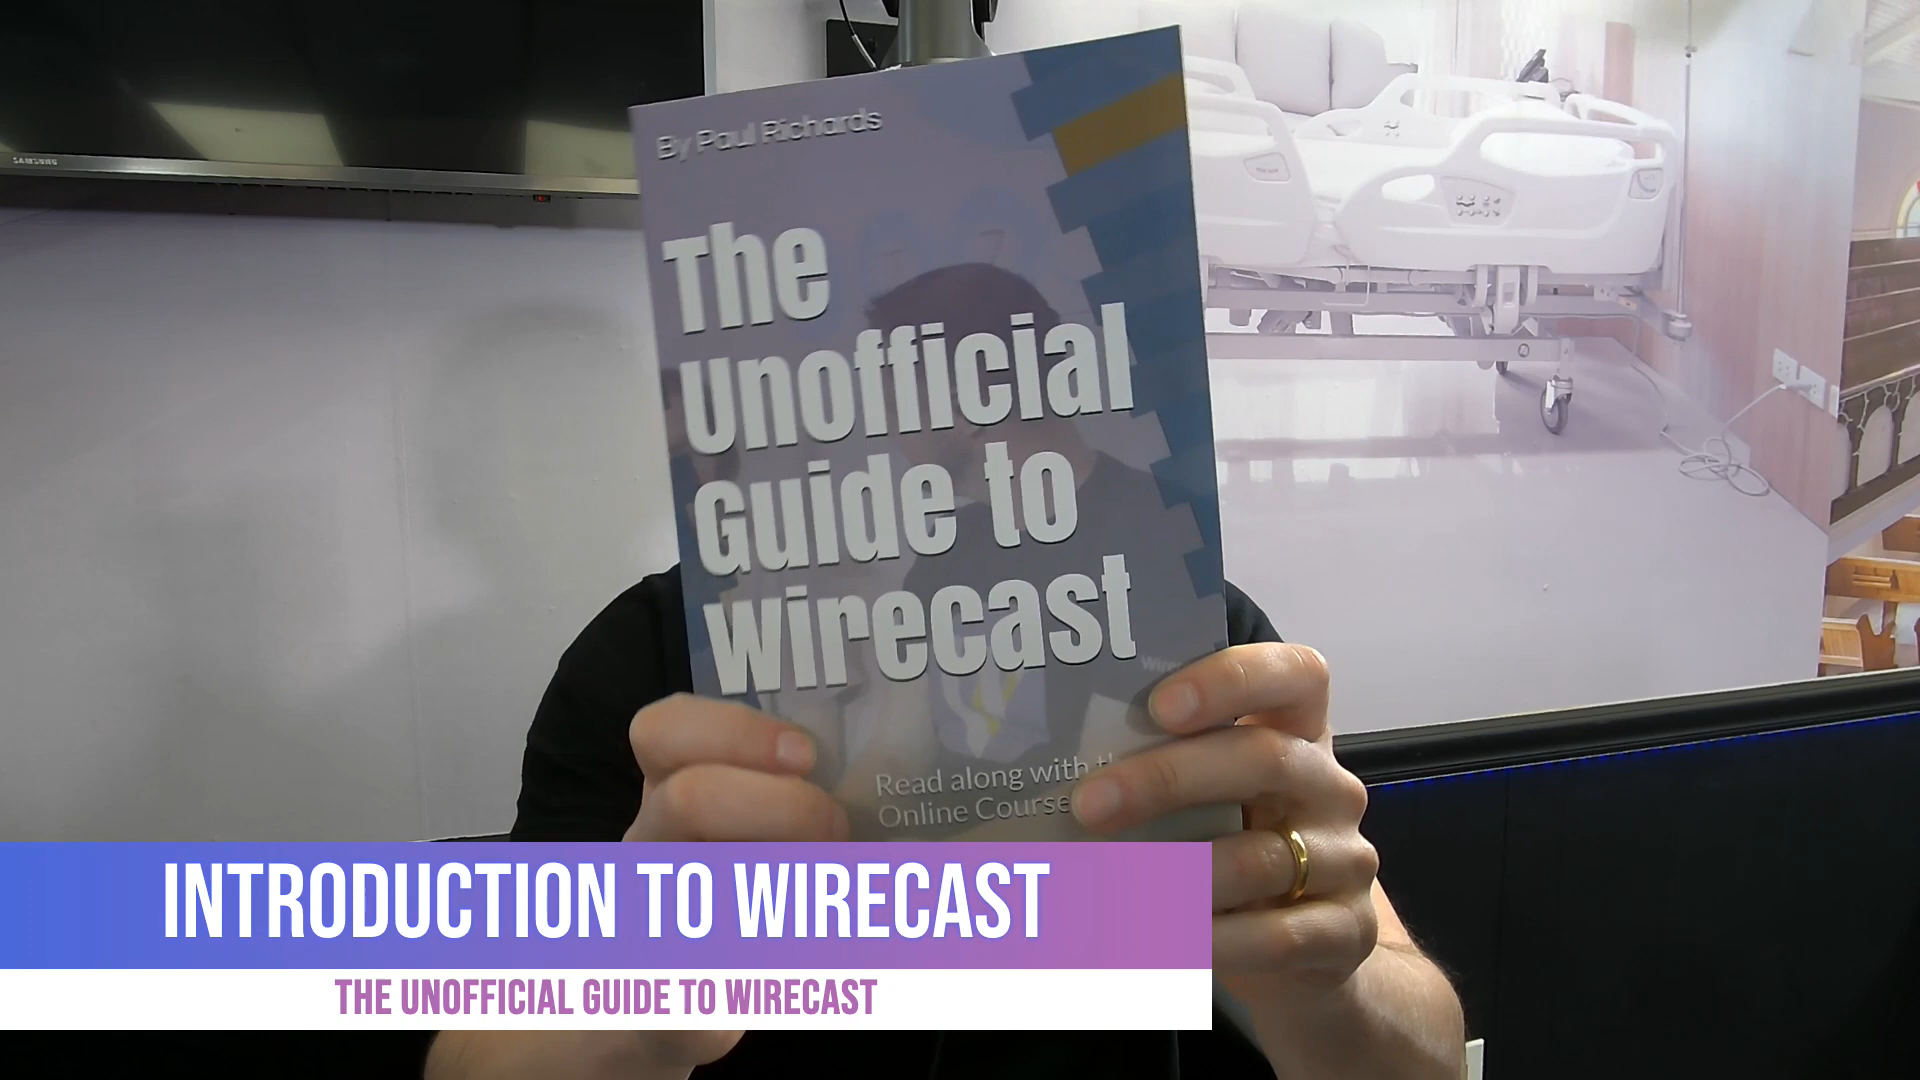 SAMSUNG
By Paul Richards
The
Unofficial
Guide to
Wirecast
Read along with
Online Course
INTRODUCTION TO WIRECAST
THE UNOFFICIAL GUIDE TO WIRECAST